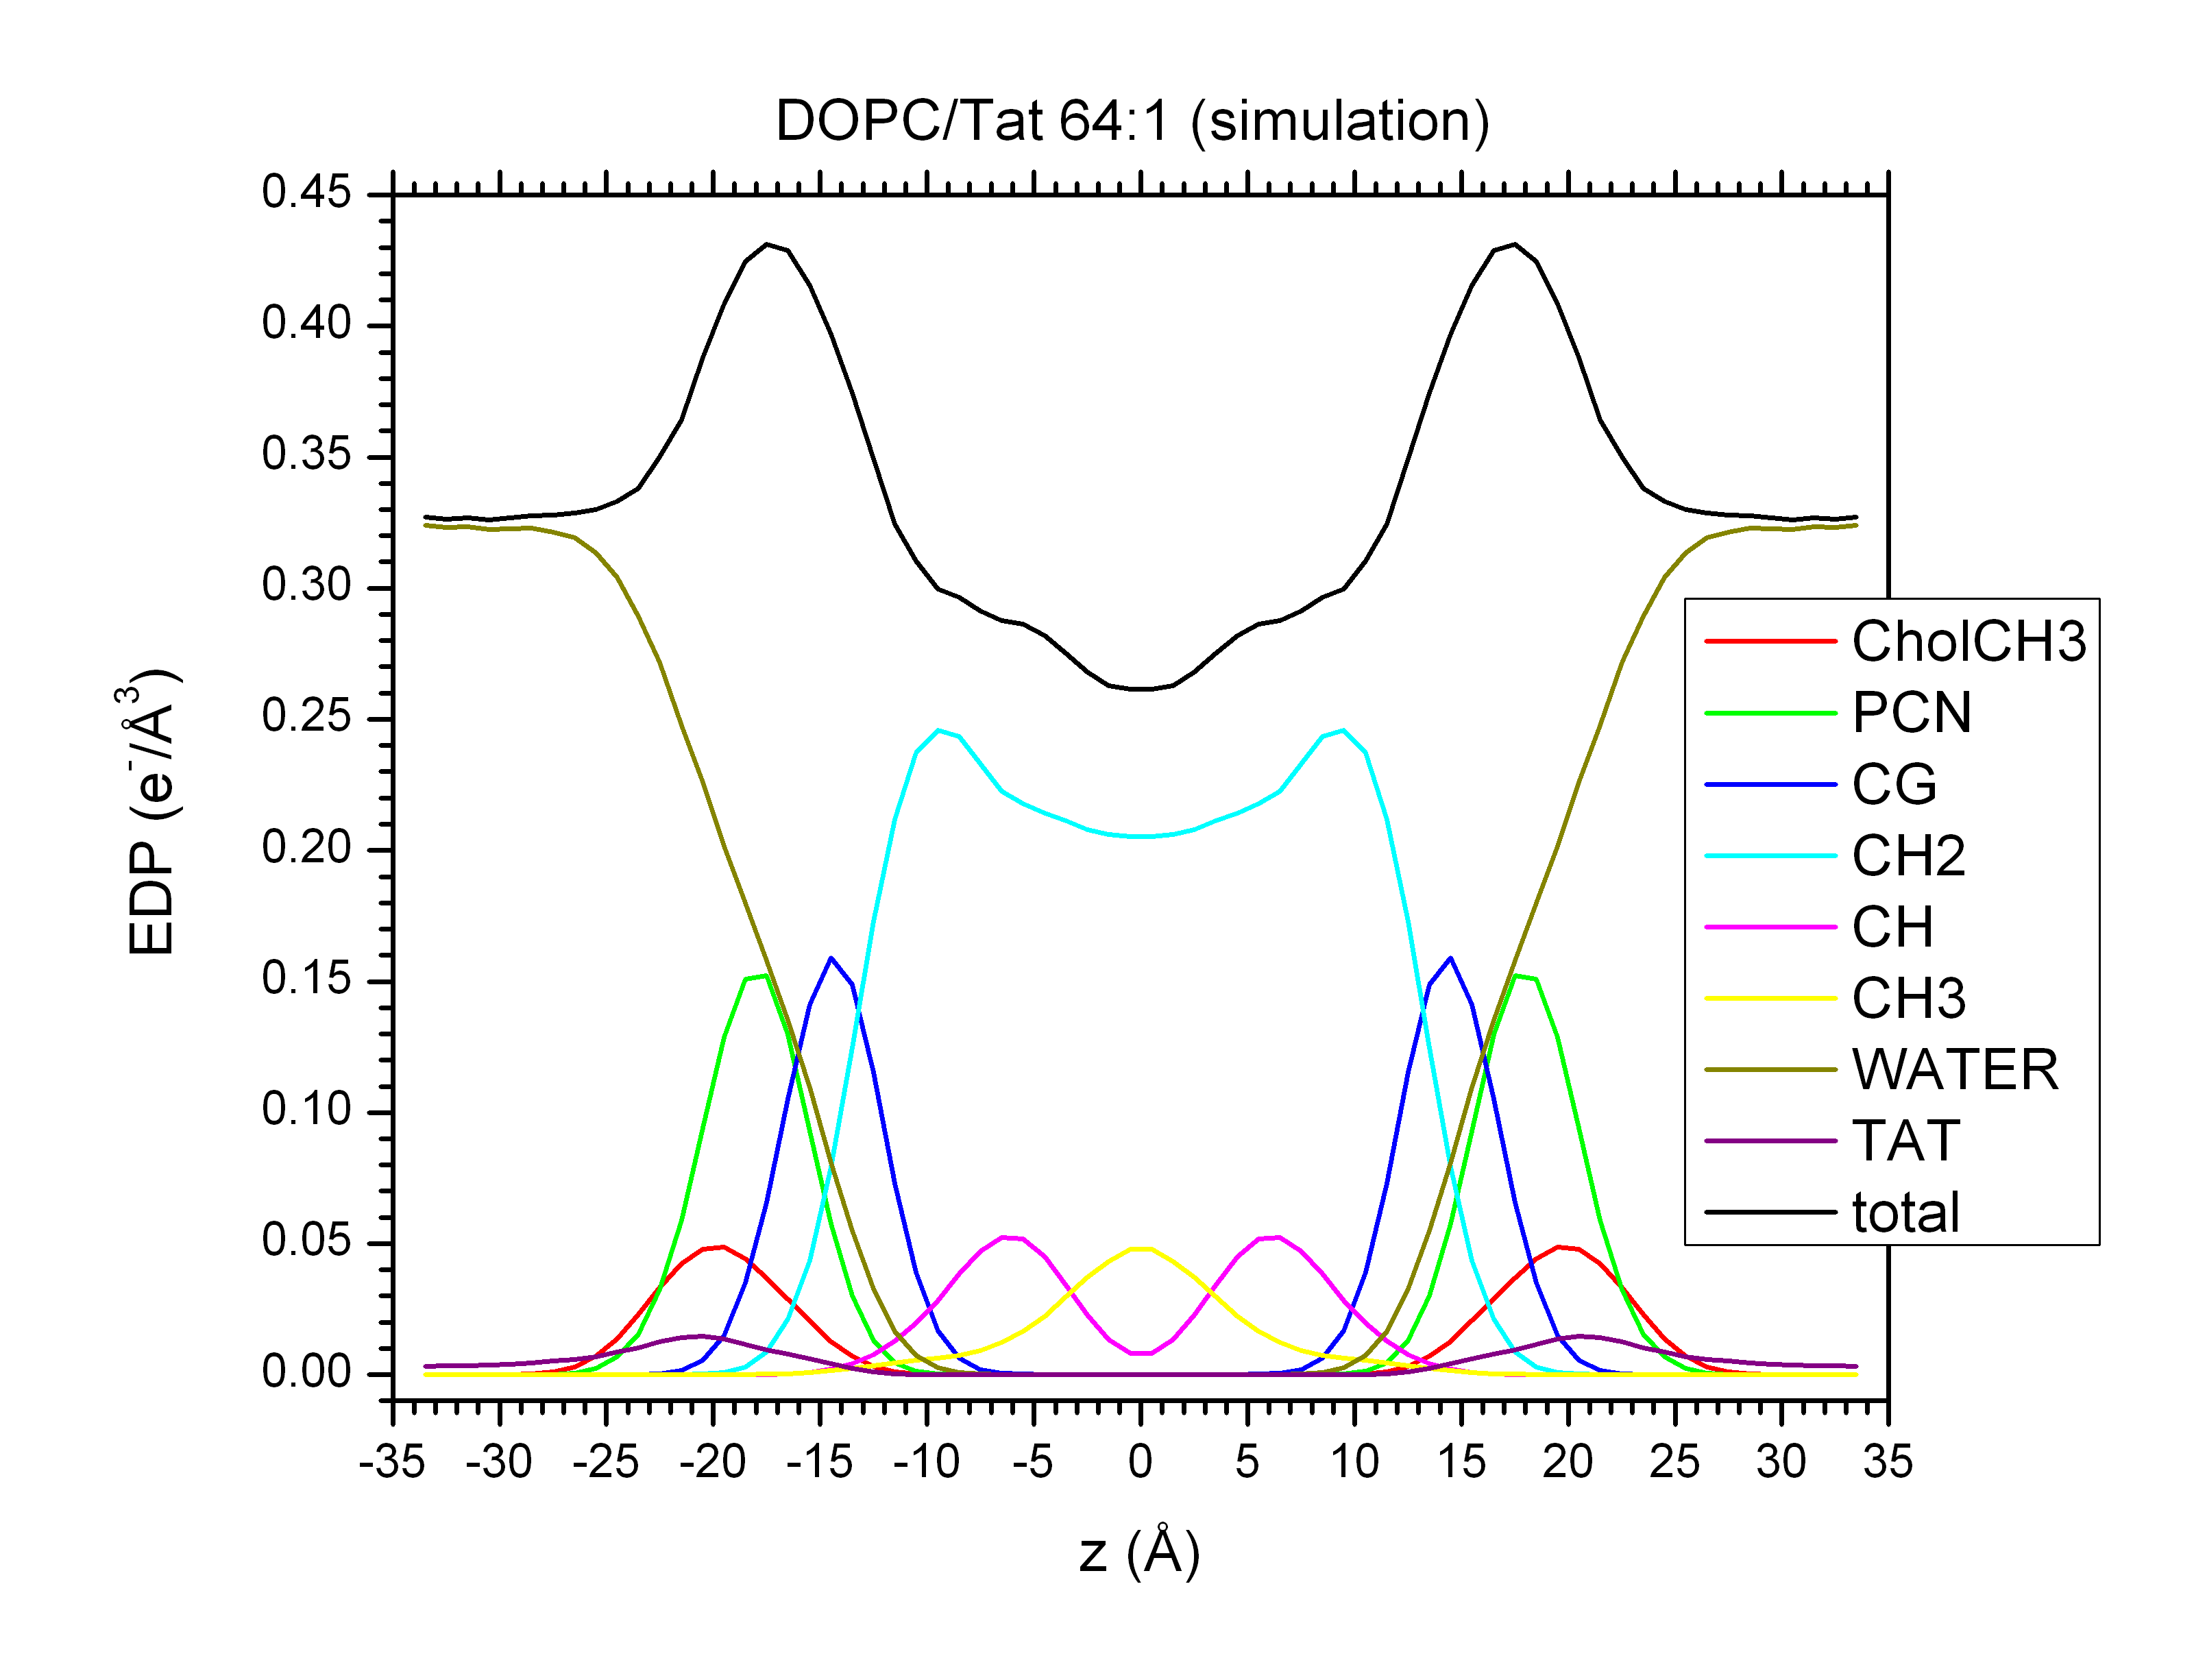 DOPC/Tat 64:1 (simulation)
0.45
0.40
0.35
0.30
0.25
0.20
0.15
0.10
0.05
0.00
EDP (e⁻/Å³)
-35 -30 -25 -20 -15 -10 -5 0 5 10 15 20 25 30 35
z (Å)
CholCH3
PCN
CG
CH2
CH
CH3
WATER
TAT
total